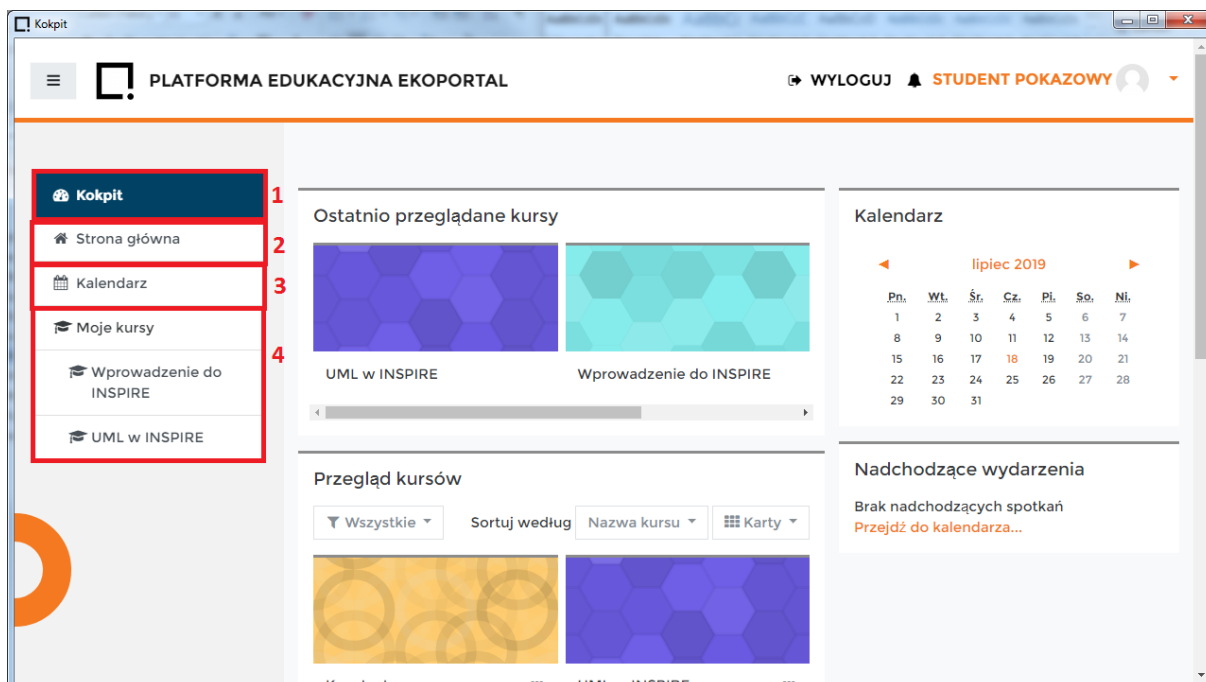 Kokpit
PLATFORMA EDUKACYJNA EKOPORTAL
WYLOGUJ
STUDENT POKAZOWY
Kokpit
1
Strona główna
2
Kalendarz
3
Moje kursy
4
Wprowadzenie do
INSPIRE
UML w INSPIRE
Ostatnio przeglądane kursy
UML w INSPIRE
Wprowadzenie do INSPIRE
Przegląd kursów
Wszystkie
Sortuj według
Nazwa kursu
Karty
Kalendarz
lipiec 2019
Pn. Wt. Śr. Cz. Pi. So. Ni.
1 2 3 4 5 6 7
8 9 10 11 12 13 14
15 16 17 18 19 20 21
22 23 24 25 26 27 28
29 30 31
Nadchodzące wydarzenia
Brak nadchodzących spotkań
Przejdź do kalendarza...